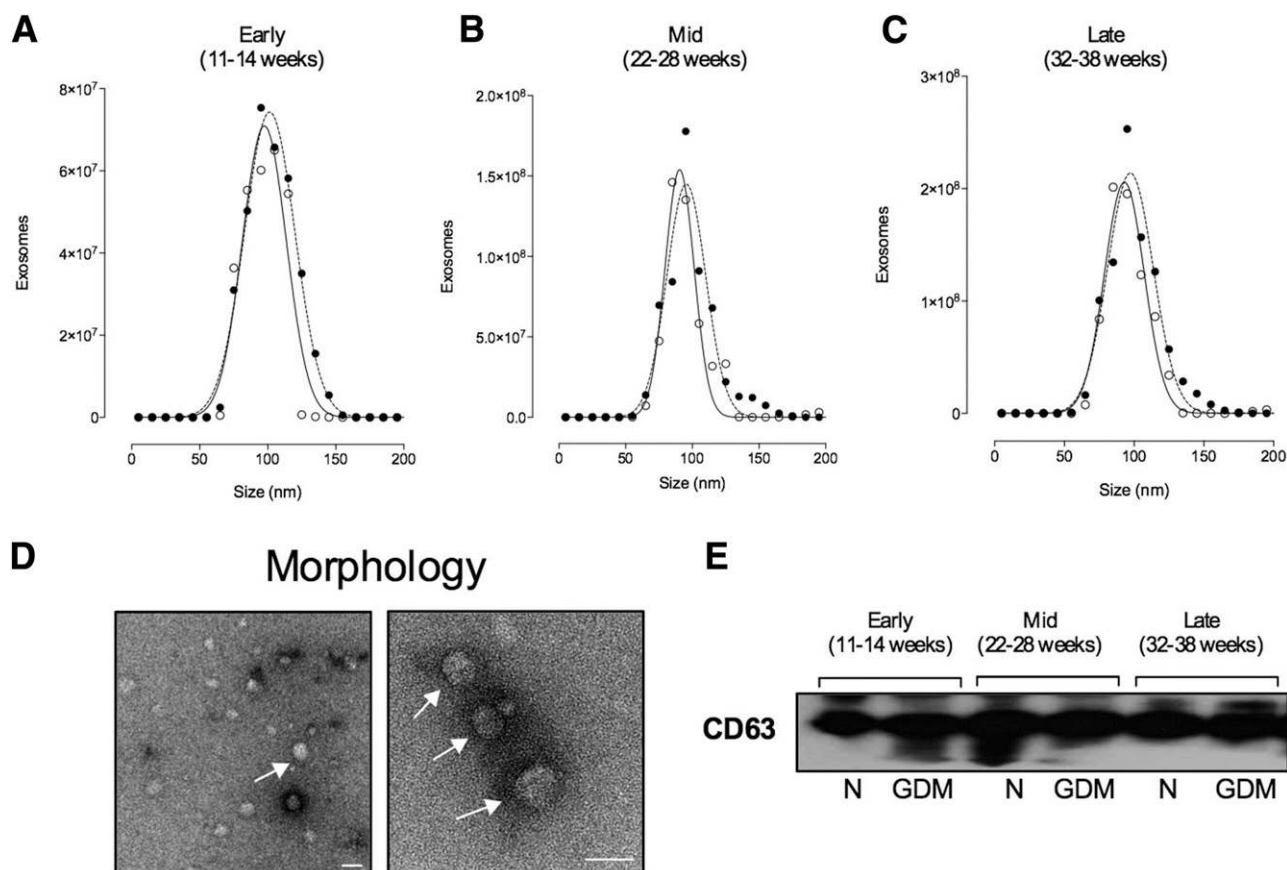 A
Early
(11-14 weeks)
8×10⁷
6×10⁷
4×10⁷
2×10⁷
0
Exosomes
0 50 100 150 200
Size (nm)
B
Mid
(22-28 weeks)
2.0×10⁸
1.5×10⁸
1.0×10⁸
5.0×10⁷
0.0
Exosomes
0 50 100 150 200
Size (nm)
C
Late
(32-38 weeks)
3×10⁸
2×10⁸
1×10⁸
0
Exosomes
0 50 100 150 200
Size (nm)
D
Morphology
E
Early
(11-14 weeks)
Mid
(22-28 weeks)
Late
(32-38 weeks)
CD63
N GDM N GDM N GDM